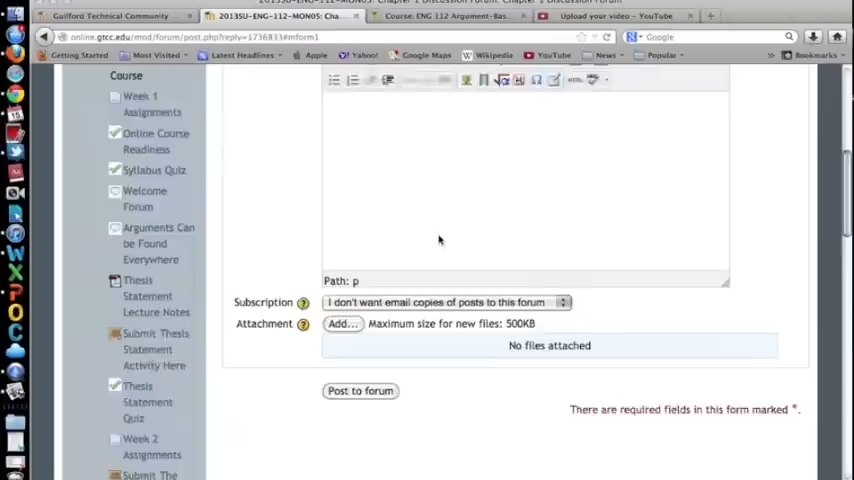 Guilford Technical Community ...
2013SU-ENG-112-MON05: Cha...
Course: ENG 112 Argument-Bas...
Upload your video - YouTube
online.gtcc.edu/mod/forum/post.php?reply=1736833#mform1
Google
Getting Started
Most Visited
Latest Headlines
Apple
Yahoo!
Google Maps
Wikipedia
YouTube
News
Popular
Bookmarks
Course
Week 1
Assignments
Online Course
Readiness
Syllabus Quiz
Welcome
Forum
Arguments Can
be Found
Everywhere
Thesis
Statement
Lecture Notes
Submit Thesis
Statement
Activity Here
Thesis
Statement
Quiz
Week 2
Assignments
Submit The
HTML
Path: p
Subscription
I don't want email copies of posts to this forum
Attachment
Add...
Maximum size for new files: 500KB
No files attached
Post to forum
There are required fields in this form marked *.